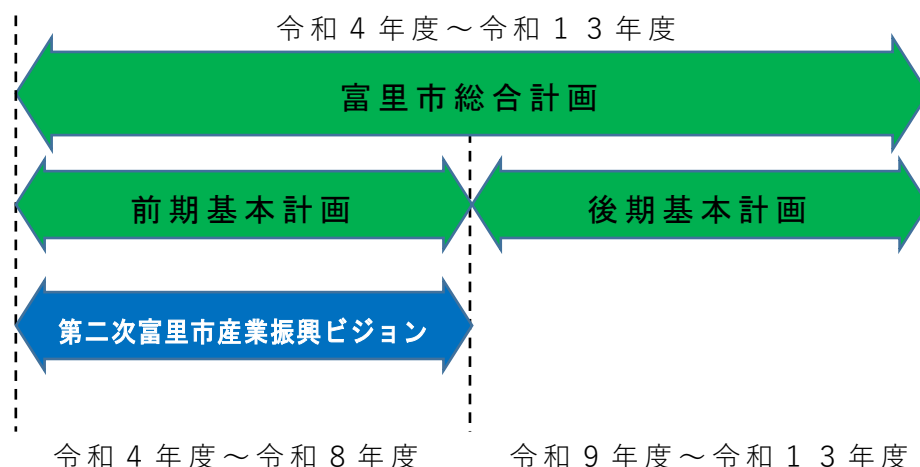 令和４年度～令和１３年度
富里市総合計画
前期基本計画
後期基本計画
第二次富里市産業振興ビジョン
令和４年度～令和８年度
令和９年度～令和１３年度